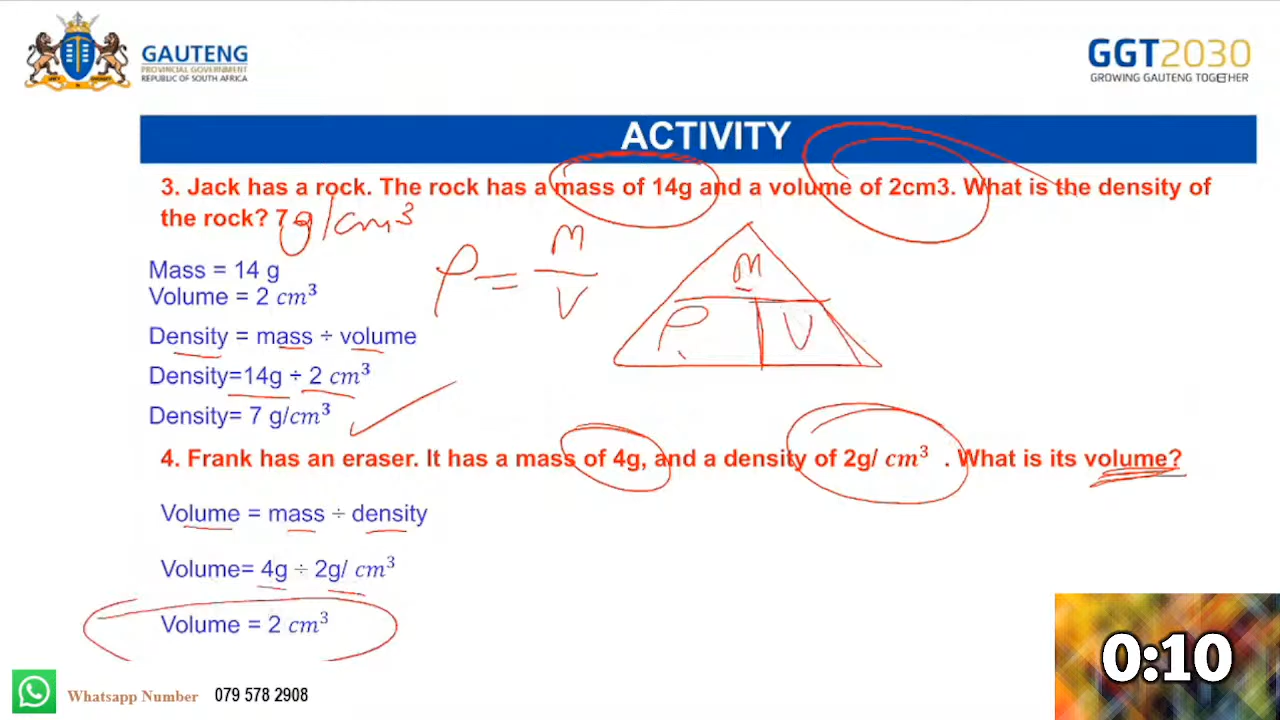 GAUTENG
PROVINCIAL GOVERNMENT
REPUBLIC OF SOUTH AFRICA
GGT2030
GROWING GAUTENG TOGETHER
ACTIVITY
3. Jack has a rock. The rock has a mass of 14g and a volume of 2cm3. What is the density of
the rock? 7g/cm³
Mass = 14 g
Volume = 2 cm³
Density = mass ÷ volume
Density=14g ÷ 2 cm³
Density= 7 g/cm³
ρ = m
v
m
ρ v
4. Frank has an eraser. It has a mass of 4g, and a density of 2g/ cm³ . What is its volume?
Volume = mass ÷ density
Volume= 4g ÷ 2g/ cm³
Volume = 2 cm³
Whatsapp Number 079 578 2908
0:10